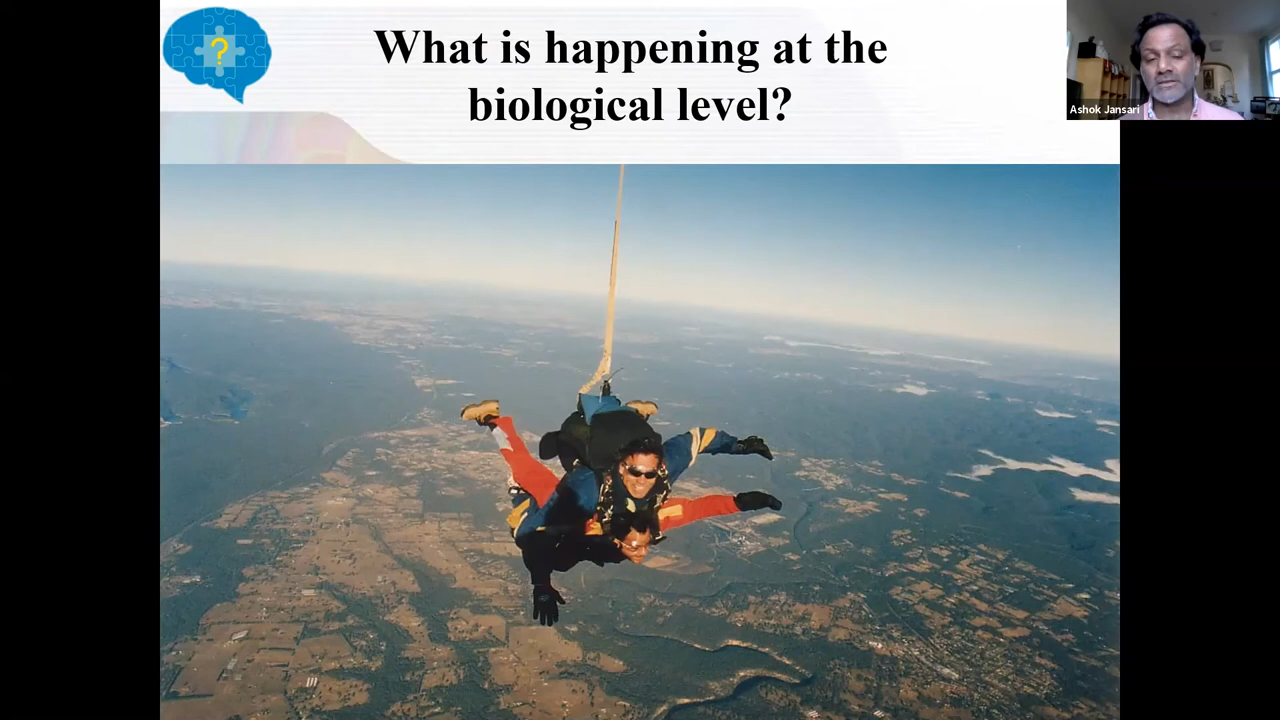 ?
What is happening at the
biological level?
Ashok Jansari